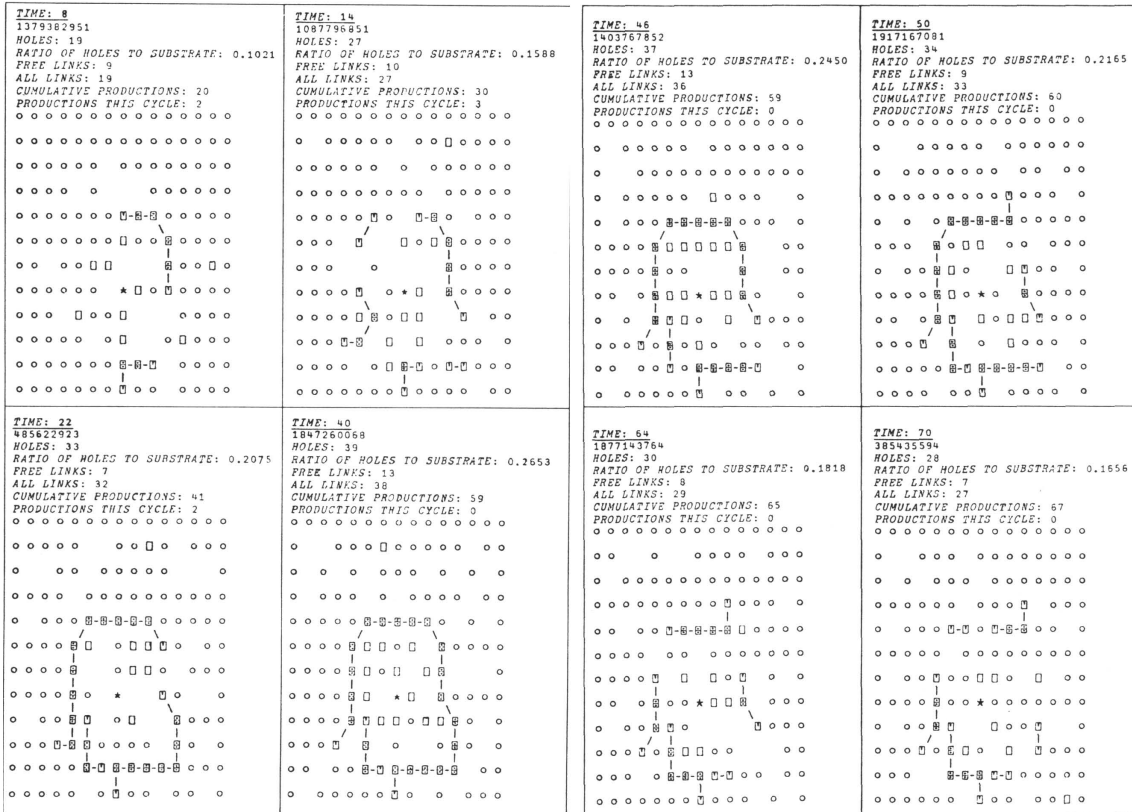 TIME: 8
1379382951
HOLES: 19
RATIO OF HOLES TO SUBSTRATE: 0.1021
FREE LINKS: 9
ALL LINKS: 19
CUMULATIVE PRODUCTIONS: 20
PRODUCTIONS THIS CYCLE: 2
TIME: 14
1087796851
HOLES: 27
RATIO OF HOLES TO SUBSTRATE: 0.1588
FREE LINKS: 10
ALL LINKS: 27
CUMULATIVE PRODUCTIONS: 30
PRODUCTIONS THIS CYCLE: 3
TIME: 46
1403767852
HOLES: 37
RATIO OF HOLES TO SUBSTRATE: 0.2450
FREE LINKS: 13
ALL LINKS: 36
CUMULATIVE PRODUCTIONS: 59
PRODUCTIONS THIS CYCLE: 0
TIME: 50
1917167081
HOLES: 34
RATIO OF HOLES TO SUBSTRATE: 0.2165
FREE LINKS: 9
ALL LINKS: 33
CUMULATIVE PRODUCTIONS: 60
PRODUCTIONS THIS CYCLE: 0
TIME: 22
485622923
HOLES: 33
RATIO OF HOLES TO SUBSTRATE: 0.2075
FREE LINKS: 7
ALL LINKS: 32
CUMULATIVE PRODUCTIONS: 41
PRODUCTIONS THIS CYCLE: 2
TIME: 40
1847260068
HOLES: 39
RATIO OF HOLES TO SUBSTRATE: 0.2653
FREE LINKS: 13
ALL LINKS: 38
CUMULATIVE PRODUCTIONS: 59
PRODUCTIONS THIS CYCLE: 0
TIME: 64
1877143764
HOLES: 30
RATIO OF HOLES TO SUBSTRATE: 0.1818
FREE LINKS: 8
ALL LINKS: 29
CUMULATIVE PRODUCTIONS: 65
PRODUCTIONS THIS CYCLE: 0
TIME: 70
385435594
HOLES: 28
RATIO OF HOLES TO SUBSTRATE: 0.1656
FREE LINKS: 7
ALL LINKS: 27
CUMULATIVE PRODUCTIONS: 67
PRODUCTIONS THIS CYCLE: 0